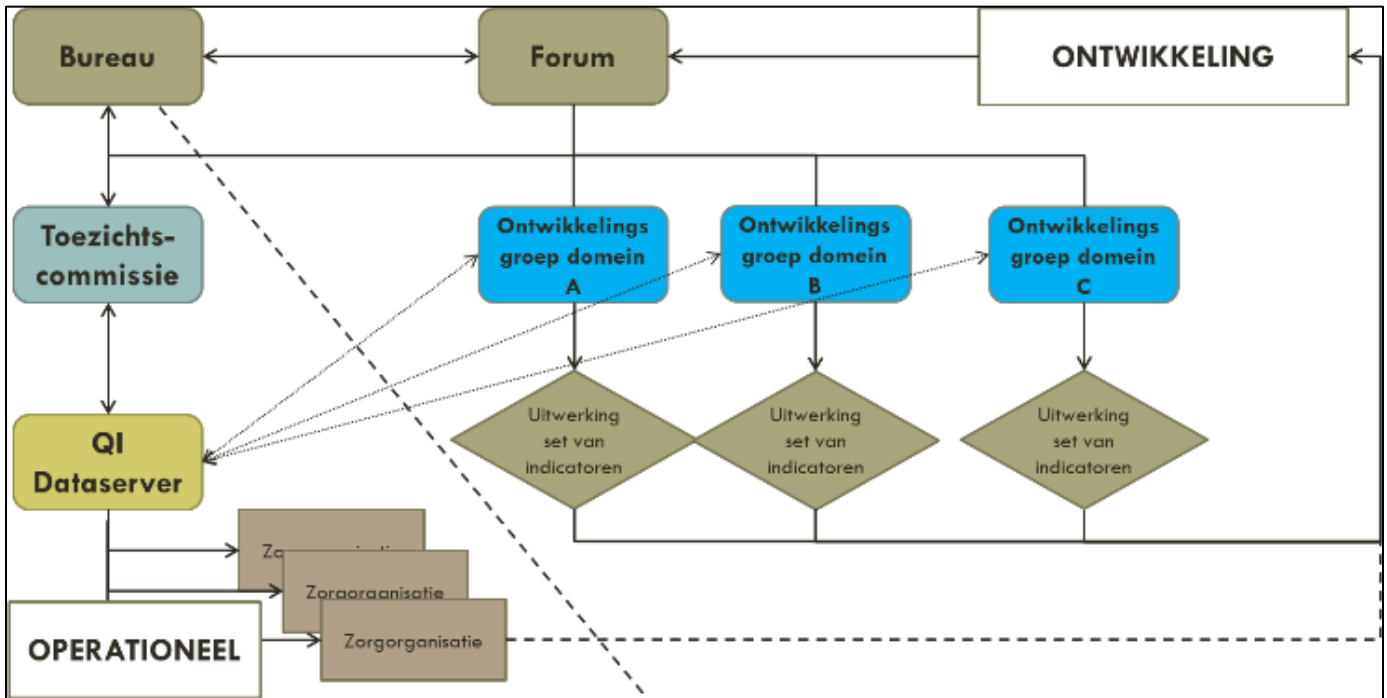 Bureau
Forum
ONTWIKKELING
Toezichts-
commissie
Ontwikkelings
groep domein
A
Ontwikkelings
groep domein
B
Ontwikkelings
groep domein
C
QI
Dataserver
Uitwerking
set van
indicatoren
Uitwerking
set van
indicatoren
Uitwerking
set van
indicatoren
Zorgorganisatie
Zorgorganisatie
OPERATIONEEL